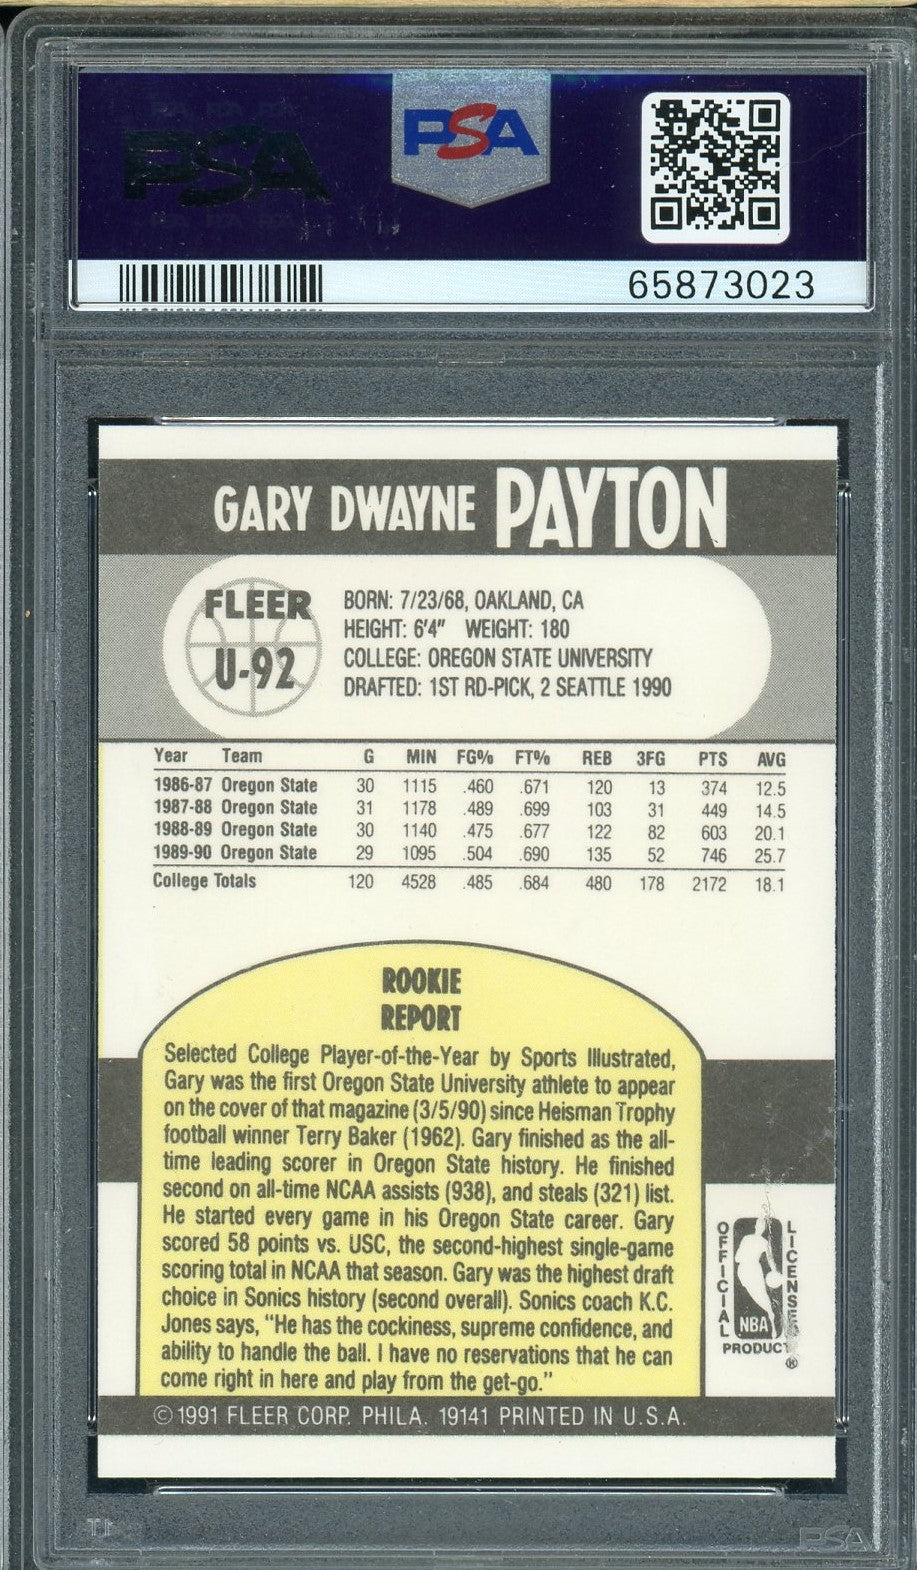 PSA
PSA
65873023
GARY DWAYNE PAYTON
FLEER
U-92
BORN: 7/23/68, OAKLAND, CA
HEIGHT: 6'4" WEIGHT: 180
COLLEGE: OREGON STATE UNIVERSITY
DRAFTED: 1ST RD-PICK, 2 SEATTLE 1990
Year Team G MIN FG% FT% REB 3FG PTS AVG
1986-87 Oregon State 30 1115 .460 .671 120 13 374 12.5
1987-88 Oregon State 31 1178 .489 .699 103 31 449 14.5
1988-89 Oregon State 30 1140 .475 .677 122 82 603 20.1
1989-90 Oregon State 29 1095 .504 .690 135 52 746 25.7
College Totals 120 4528 .485 .684 480 178 2172 18.1
ROOKIE
REPORT
Selected College Player-of-the-Year by Sports Illustrated,
Gary was the first Oregon State University athlete to appear
on the cover of that magazine (3/5/90) since Heisman Trophy
football winner Terry Baker (1962). Gary finished as the all-
time leading scorer in Oregon State history. He finished
second on all-time NCAA assists (938), and steals (321) list.
He started every game in his Oregon State career. Gary
scored 58 points vs. USC, the second-highest single-game
scoring total in NCAA that season. Gary was the highest draft
choice in Sonics history (second overall). Sonics coach K.C.
Jones says, "He has the cockiness, supreme confidence, and
ability to handle the ball. I have no reservations that he can
come right in here and play from the get-go."
OFFICIAL
LICENSED
NBA
PRODUCT
®
© 1991 FLEER CORP. PHILA. 19141 PRINTED IN U.S.A.
PSA